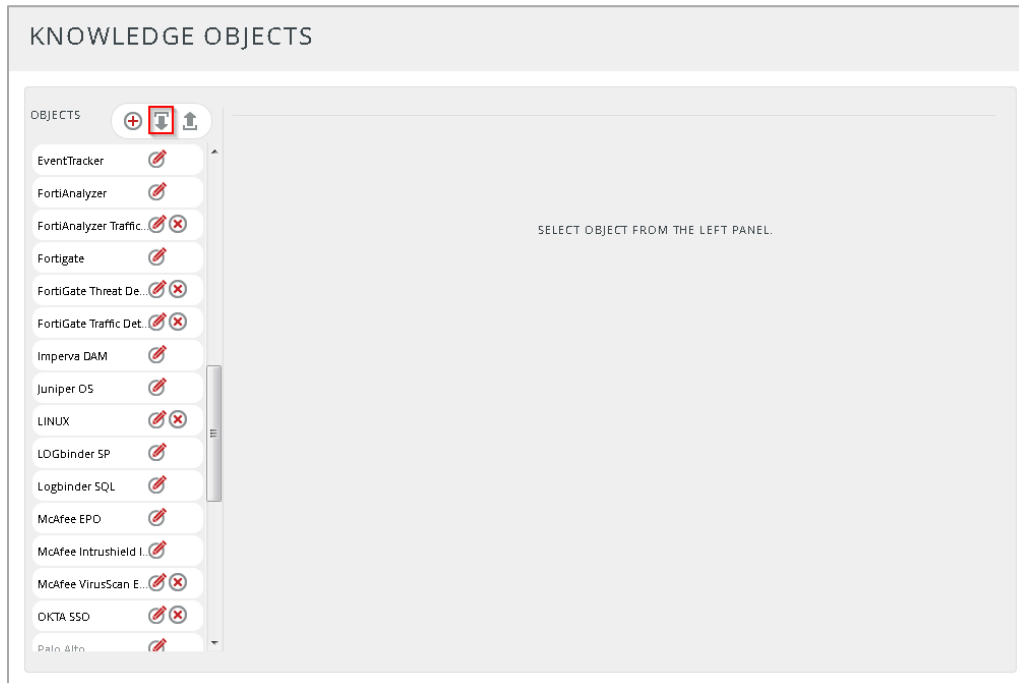 KNOWLEDGE OBJECTS
OBJECTS
EventTracker
FortiAnalyzer
FortiAnalyzer Traffic...
Fortigate
FortiGate Threat De...
FortiGate Traffic Det...
Imperva DAM
Juniper OS
LINUX
LOGbinder SP
Logbinder SQL
McAfee EPO
McAfee Intrushield I...
McAfee VirusScan E...
OKTA SSO
Palo Alto
SELECT OBJECT FROM THE LEFT PANEL.